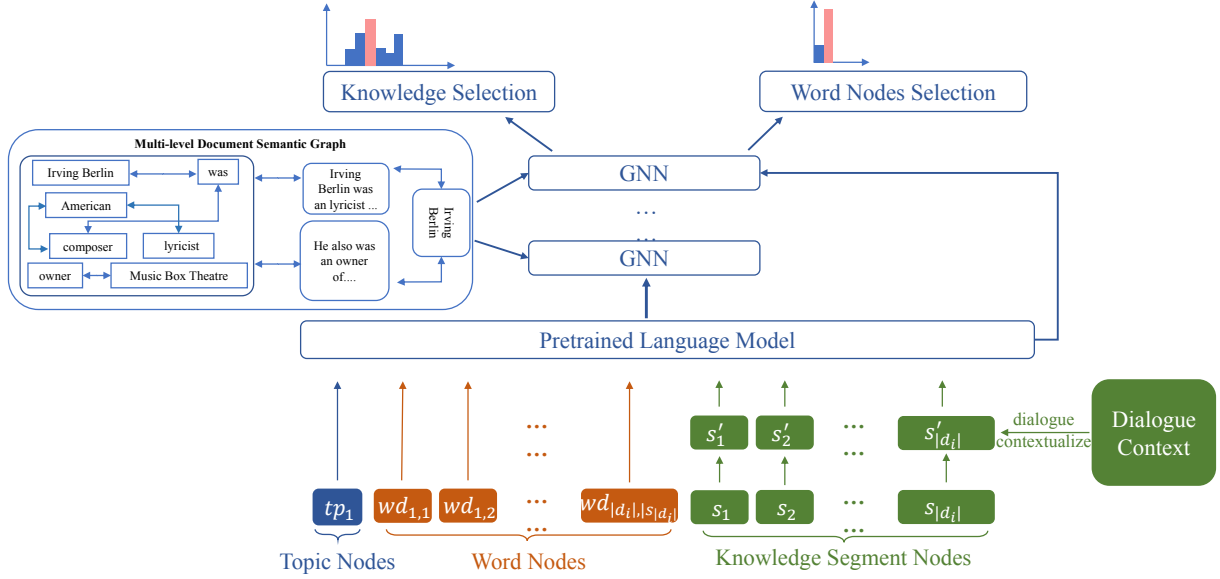 Knowledge Selection
Word Nodes Selection
Multi-level Document Semantic Graph
Irving Berlin
was
American
composer
lyricist
owner
Music Box Theatre
Irving
Berlin was
an lyricist ...
He also was
an owner
of....
Irving
Berlin
GNN
...
...
GNN
Pretrained Language Model
s′₁
s′₂
...
s′|dᵢ|
dialogue
contextualize
Dialogue
Context
...
...
tp₁
wd₁,₁
wd₁,₂
...
...
wd|dᵢ|,|s|dᵢ||
s₁
s₂
...
s|dᵢ|
Topic Nodes
Word Nodes
Knowledge Segment Nodes